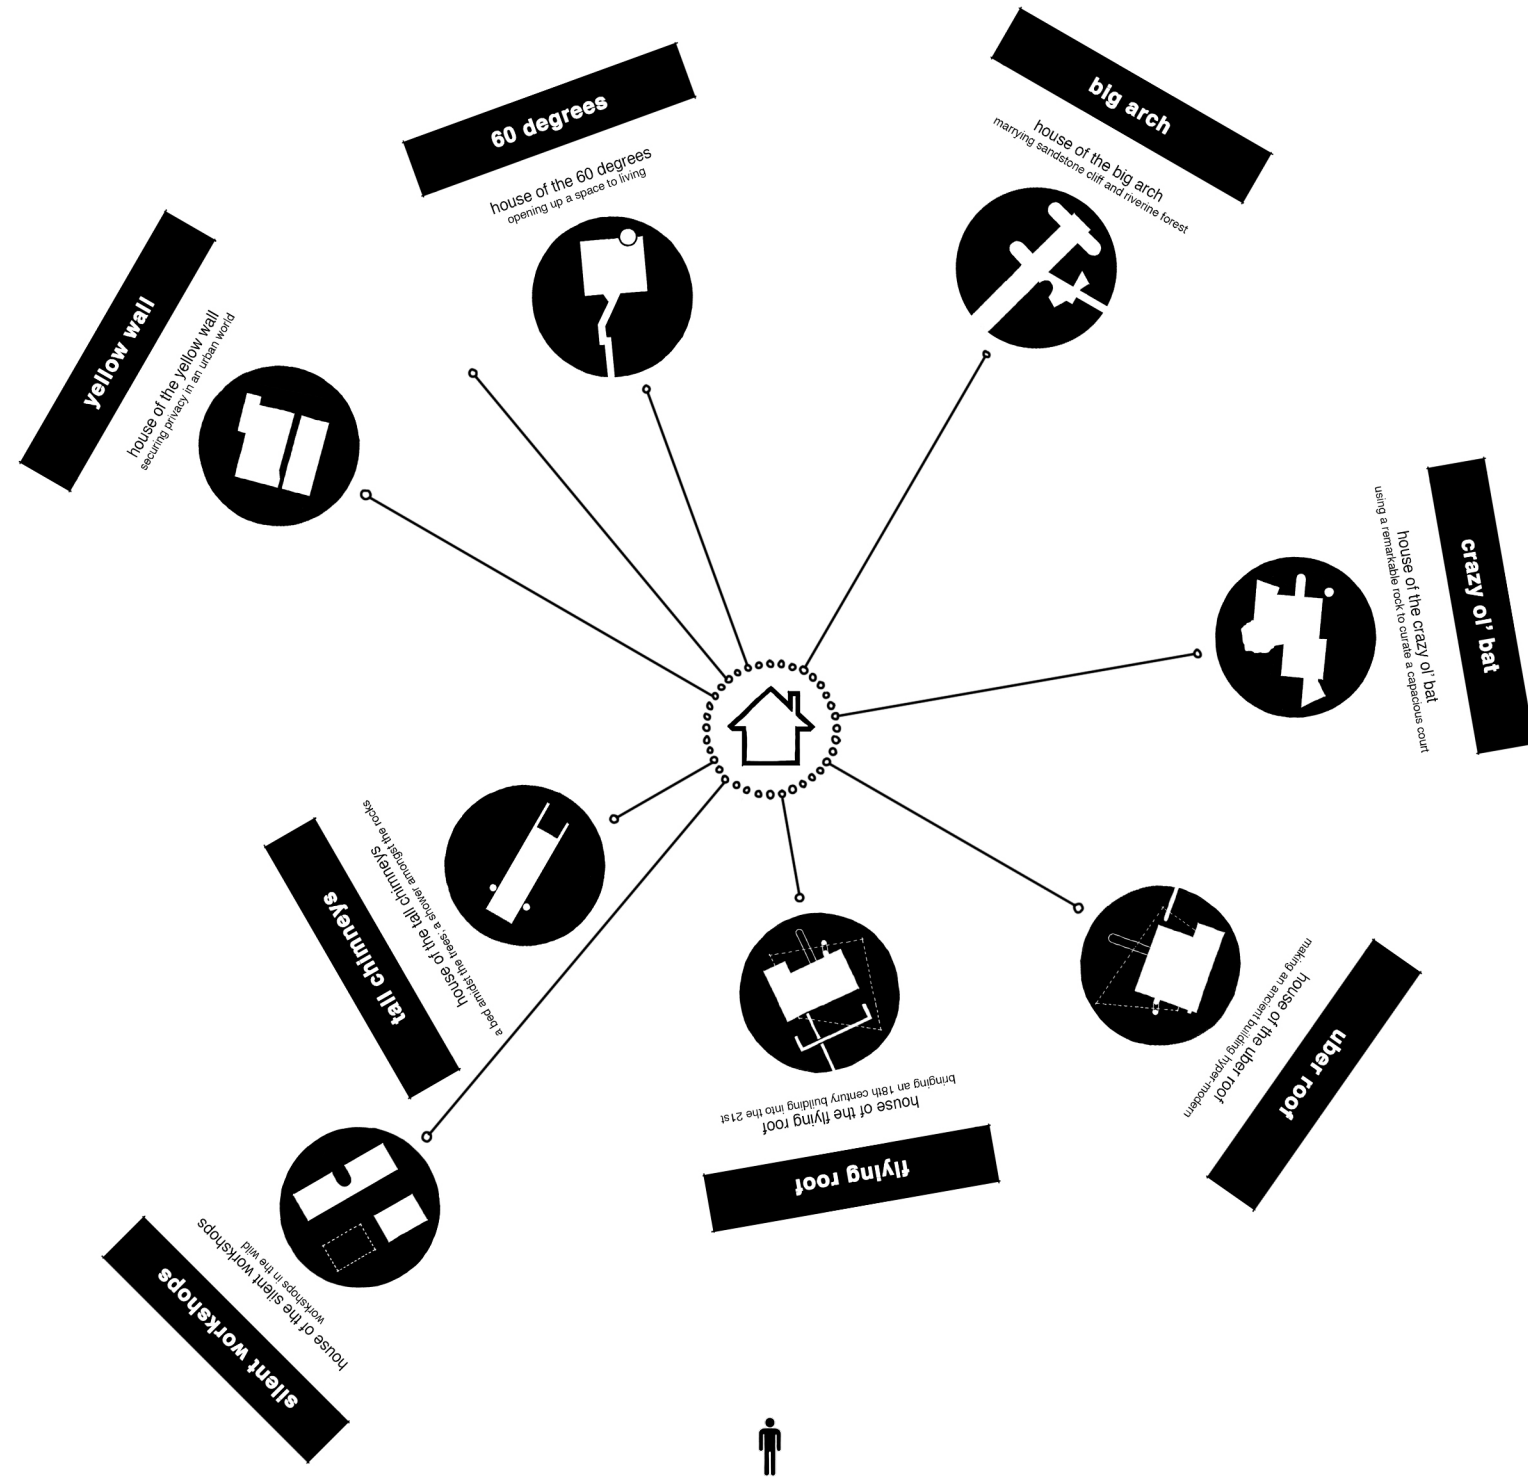 60 degrees
house of the 60 degrees
opening up a space to living
big arch
house of the big arch
marrying sandstone cliff and riverine forest
crazy ol' bat
house of the crazy ol' bat
using a remarkable rock to curate a capacious court
uber roof
house of the uber roof
making an ancient building hyper-modern
flying roof
house of the flying roof
bringing an 18th century building into the 21st
silent workshops
house of the silent workshops
workshops in the wild
tall chimneys
house of the tall chimneys
a bed amidst the trees; a shower amongst the rocks
yellow wall
house of the yellow wall
securing privacy in an urban world